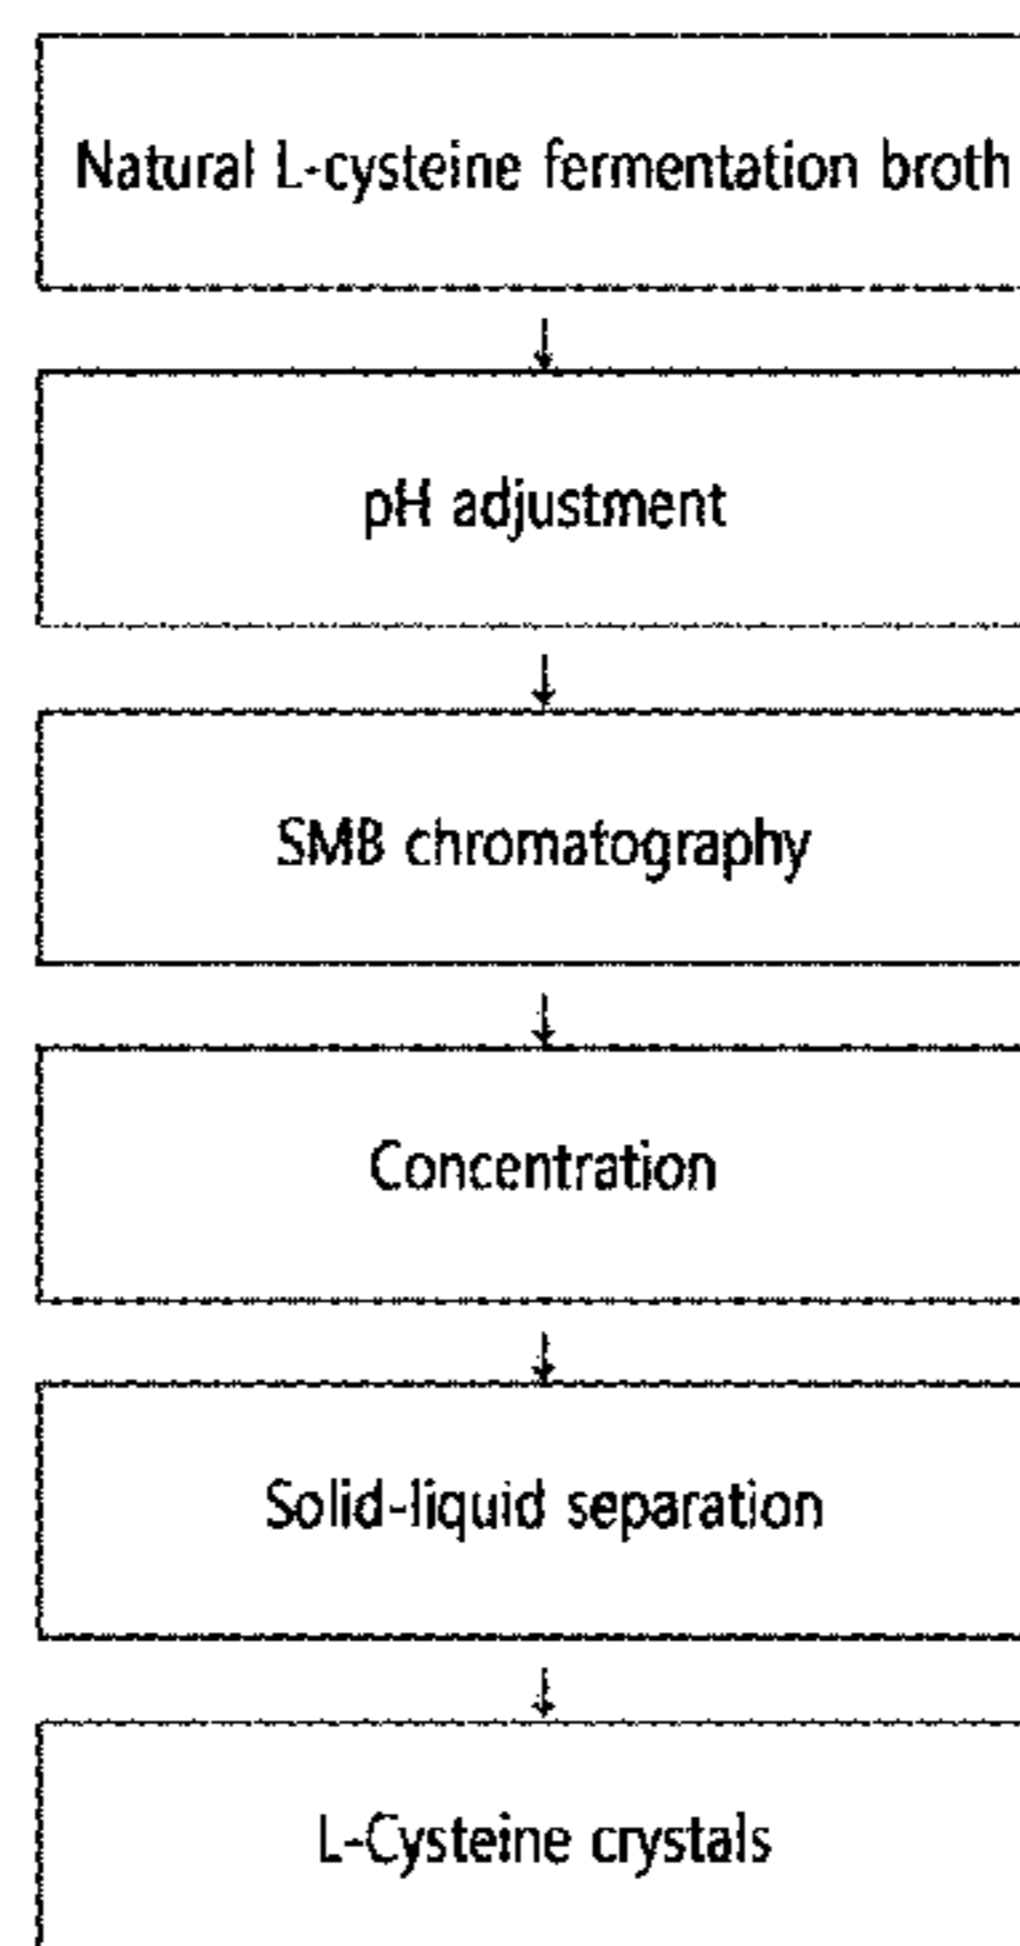 Natural L-cysteine fermentation broth
pH adjustment
SMB chromatography
Concentration
Solid-liquid separation
L-Cysteine crystals